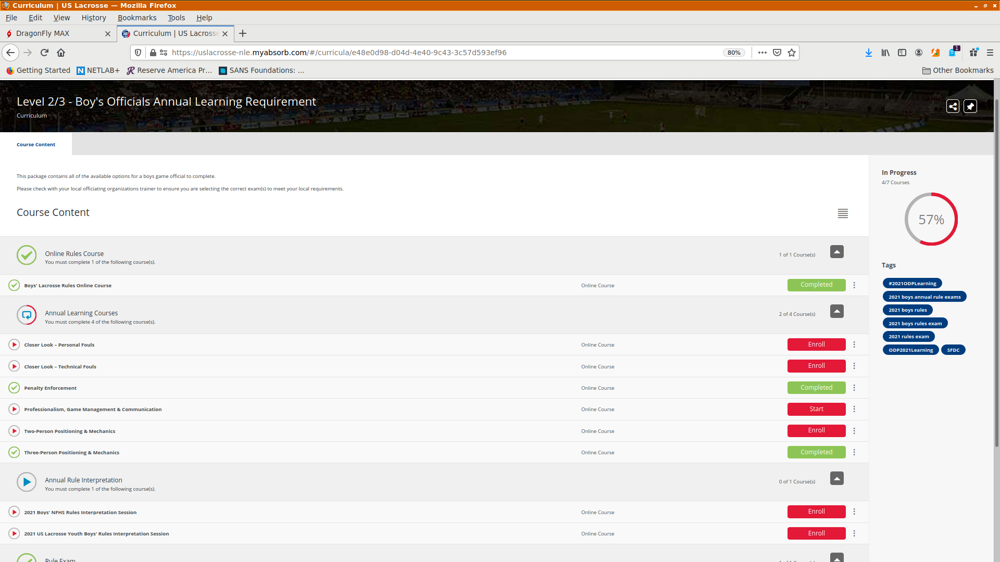 Curriculum | US Lacrosse — Mozilla Firefox
File Edit View History Bookmarks Tools Help
DragonFly MAX
Curriculum | US Lacrosse
https://uslacrosse-nle.myabsorb.com/#/curricula/e48e0d98-d04d-4e40-9c43-3c57d593ef96
80%
1
Getting Started
NETLAB+
Reserve America Pr...
SANS Foundations: ...
Other Bookmarks
Level 2/3 - Boy's Officials Annual Learning Requirement
Curriculum
Course Content
This package contains all of the available options for a boys game official to complete.
Please check with your local officiating organizations trainer to ensure you are selecting the correct exam(s) to meet your local requirements.
Course Content
Online Rules Course
You must complete 1 of the following course(s).
1 of 1 Course(s)
Boys' Lacrosse Rules Online Course
Online Course
Completed
Annual Learning Courses
You must complete 4 of the following course(s).
2 of 4 Course(s)
Closer Look – Personal Fouls
Online Course
Enroll
Closer Look – Technical Fouls
Online Course
Enroll
Penalty Enforcement
Online Course
Completed
Professionalism, Game Management & Communication
Online Course
Start
Two-Person Positioning & Mechanics
Online Course
Enroll
Three-Person Positioning & Mechanics
Online Course
Completed
Annual Rule Interpretation
You must complete 1 of the following course(s).
0 of 1 Course(s)
2021 Boys' NFHS Rules Interpretation Session
Online Course
Enroll
2021 US Lacrosse Youth Boys' Rules Interpretation Session
Online Course
Enroll
Rule Exam
In Progress
4/7 Courses
57%
Tags
#2021ODPLearning
2021 boys annual rule exams
2021 boys rules
2021 boys rules exam
2021 rules exam
ODP2021Learning
SFDC